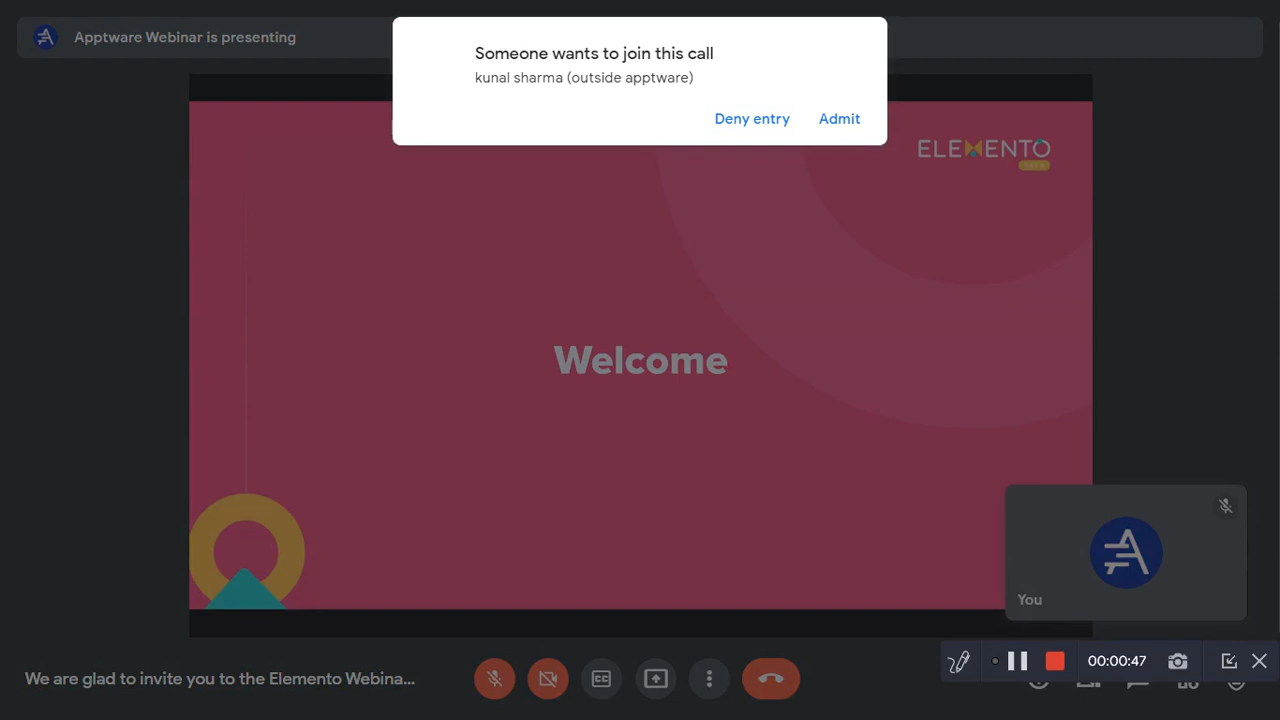 Apptware Webinar is presenting
Someone wants to join this call
kunal sharma (outside apptware)
Deny entry Admit
ELEMENTO
Welcome
You
We are glad to invite you to the Elemento Webina...
CC
00:00:47